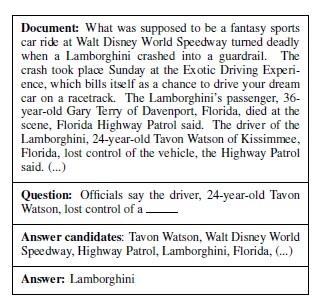 Document: What was supposed to be a fantasy sports
car ride at Walt Disney World Speedway turned deadly
when a Lamborghini crashed into a guardrail. The
crash took place Sunday at the Exotic Driving Experi-
ence, which bills itself as a chance to drive your dream
car on a racetrack. The Lamborghini's passenger, 36-
year-old Gary Terry of Davenport, Florida, died at the
scene, Florida Highway Patrol said. The driver of the
Lamborghini, 24-year-old Tavon Watson of Kissimmee,
Florida, lost control of the vehicle, the Highway Patrol
said. (...)
Question: Officials say the driver, 24-year-old Tavon
Watson, lost control of a ______
Answer candidates: Tavon Watson, Walt Disney World
Speedway, Highway Patrol, Lamborghini, Florida, (...)
Answer: Lamborghini